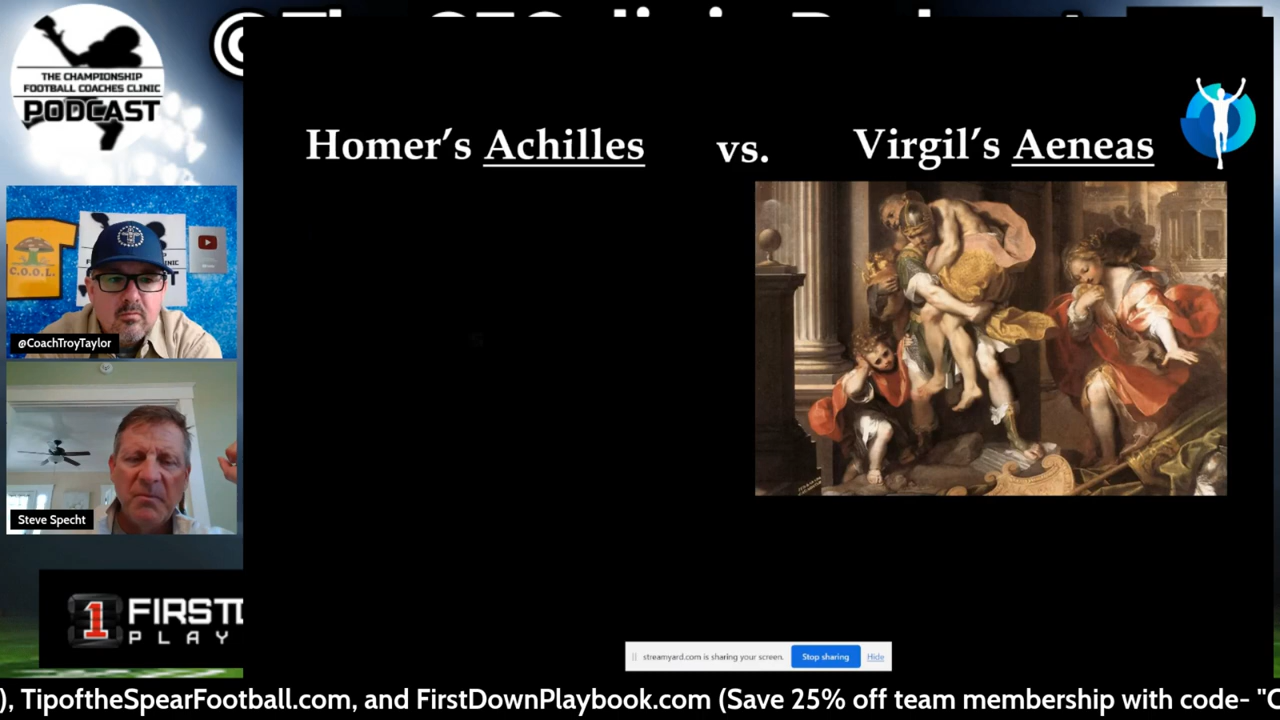 THE CHAMPIONSHIP
FOOTBALL COACHES CLINIC
PODCAST
Homer's Achilles vs. Virgil's Aeneas
C.O.O.L.
@CoachTroyTaylor
Steve Specht
1 FIRST
PLAY
streamyard.com is sharing your screen. Stop sharing Hide
), TipoftheSpearFootball.com, and FirstDownPlaybook.com (Save 25% off team membership with code- "C